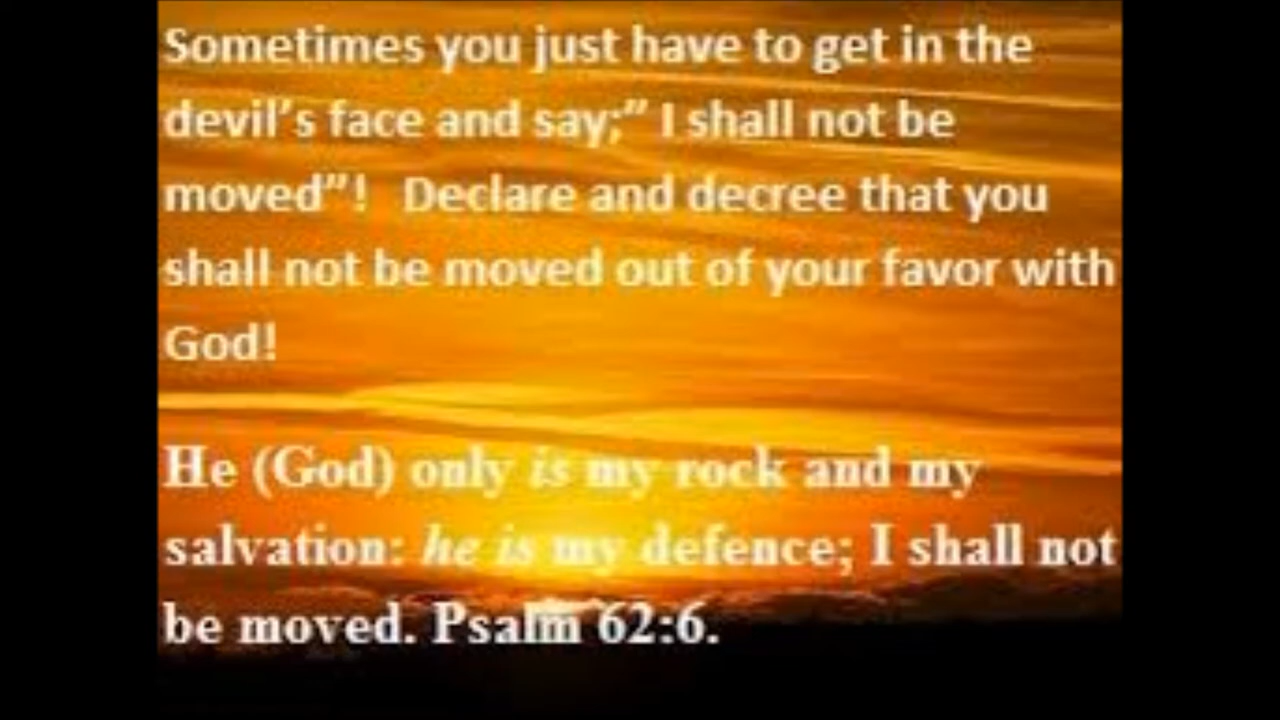 Sometimes you just have to get in the
devil’s face and say;” I shall not be
moved”!  Declare and decree that you
shall not be moved out of your favor with
God!
He (God) only is my rock and my
salvation: he is my defence; I shall not
be moved. Psalm 62:6.